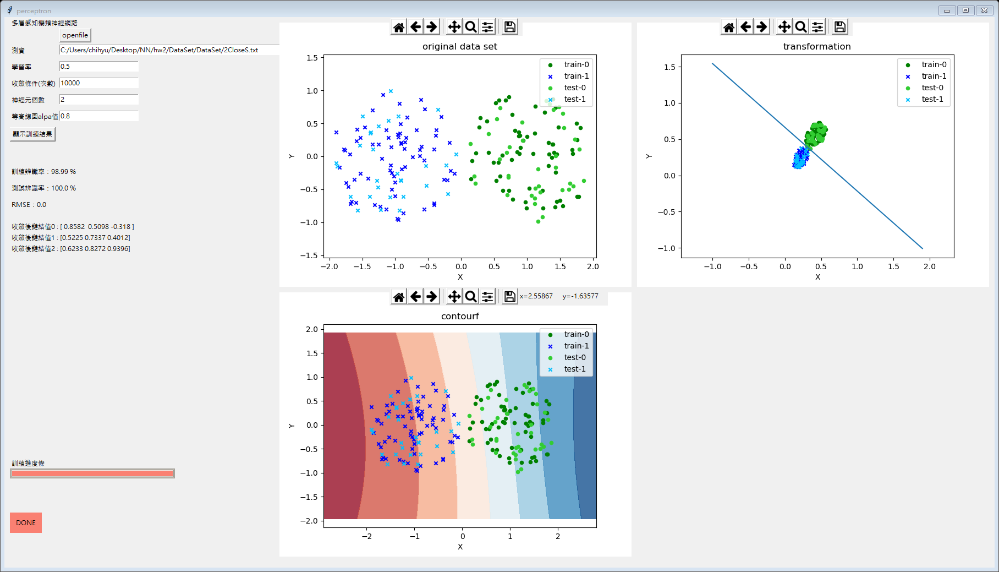 perceptron
多層感知機類神經網路
openfile
測資 C:/Users/chihyu/Desktop/NN/hw2/DataSet/DataSet/2CloseS.txt
學習率 0.5
收斂條件(次數) 10000
神經元個數 2
等高線圖alpa值 0.8
顯示訓練結果
訓練辨識率：98.99 %
測試辨識率：100.0 %
RMSE：0.0
收斂後鍵結值0 : [ 0.8582 0.5098 -0.318 ]
收斂後鍵結值1 : [0.5225 0.7337 0.4012]
收斂後鍵結值2 : [0.6233 0.8272 0.9396]
訓練進度條
DONE
original data set
train-0
train-1
test-0
test-1
1.5
1.0
0.5
0.0
−0.5
−1.0
−1.5
Y
−2.0 −1.5 −1.0 −0.5 0.0 0.5 1.0 1.5 2.0
X
transformation
train-0
train-1
test-0
test-1
1.5
1.0
0.5
0.0
−0.5
−1.0
Y
−1.0 −0.5 0.0 0.5 1.0 1.5 2.0
X
x=2.55867 y=-1.63577
contourf
train-0
train-1
test-0
test-1
2.0
1.5
1.0
0.5
0.0
−0.5
−1.0
−1.5
−2.0
Y
−2 −1 0 1 2
X